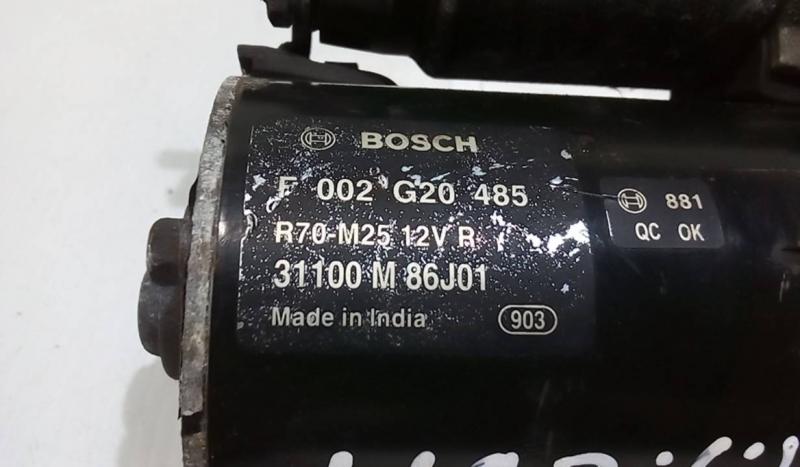 BOSCH
F 002 G20 485
R70-M25 12V R
31100 M 86J01
Made in India 903
881
QC OK